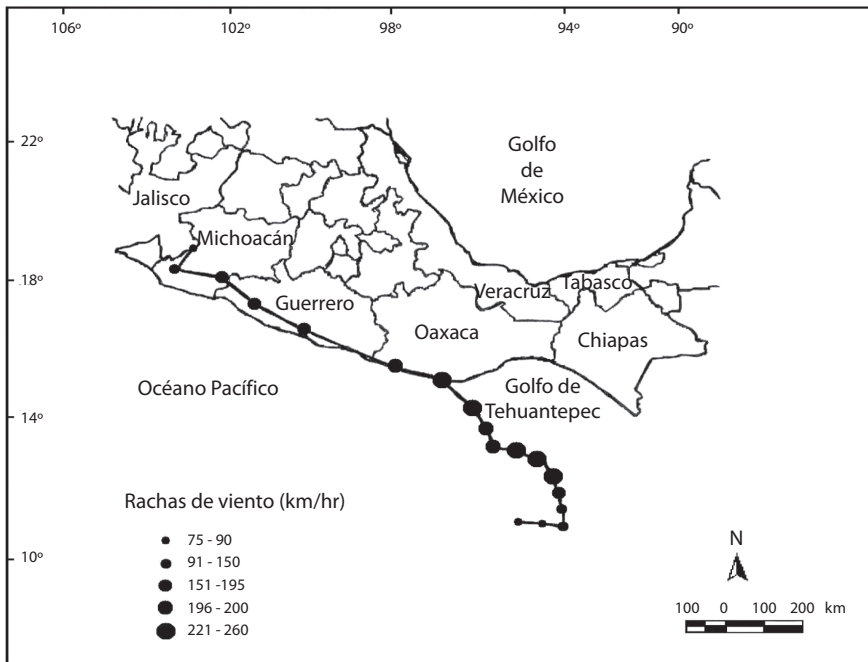 106º 102º 98º 94º 90º
22º
Golfo
de
México
Jalisco
Michoacán
18º
Veracruz
Tabasco
Guerrero
Oaxaca
Chiapas
Océano Pacífico
Golfo de
Tehuantepec
14º
Rachas de viento (km/hr)
75 - 90
91 - 150
151 -195
196 - 200
221 - 260
10º
N
100 0 100 200 km